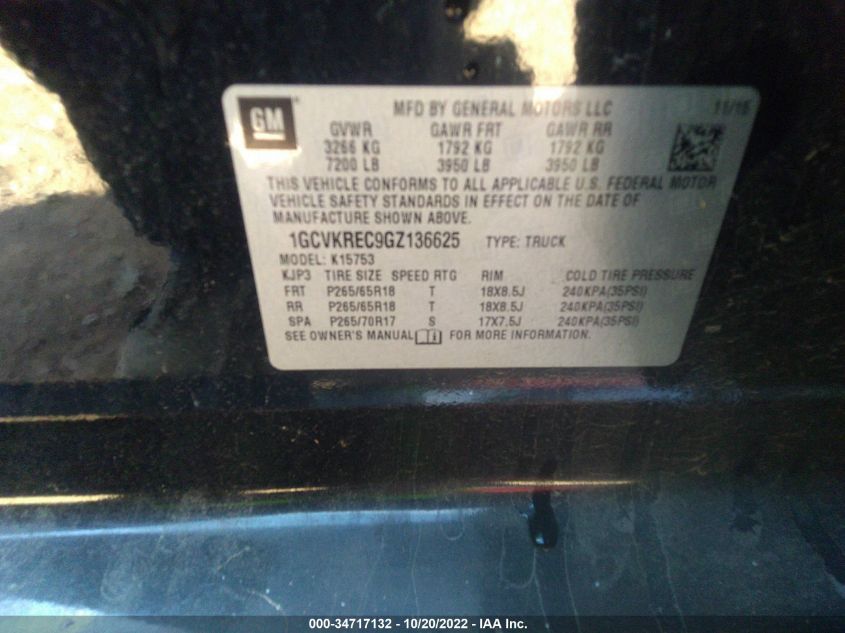 GM MFD BY GENERAL MOTORS LLC 11/15
GVWR GAWR FRT GAWR RR
3266 KG 1792 KG 1792 KG
7200 LB 3950 LB 3950 LB
THIS VEHICLE CONFORMS TO ALL APPLICABLE U.S. FEDERAL MOTOR
VEHICLE SAFETY STANDARDS IN EFFECT ON THE DATE OF
MANUFACTURE SHOWN ABOVE.
1GCVKREC9GZ136625 TYPE: TRUCK
MODEL: K15753
KJP3 TIRE SIZE SPEED RTG RIM COLD TIRE PRESSURE
FRT P265/65R18 T 18X8.5J 240KPA(35PSI)
RR P265/65R18 T 18X8.5J 240KPA(35PSI)
SPA P265/70R17 S 17X7.5J 240KPA(35PSI)
SEE OWNER'S MANUAL FOR MORE INFORMATION.
000-34717132 - 10/20/2022 - IAA Inc.